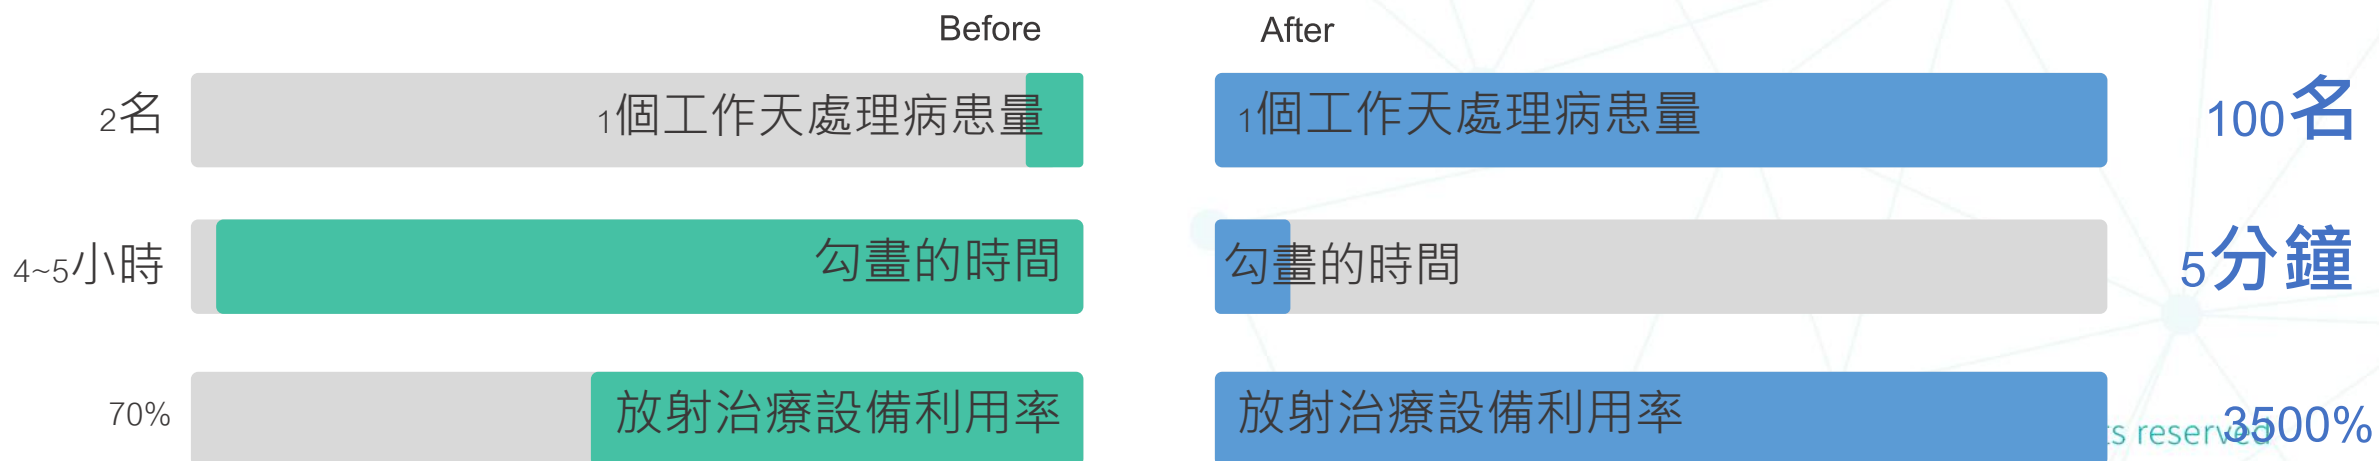 Before After
2名 1個工作天處理病患量 1個工作天處理病患量 100名
4~5小時 勾畫的時間 勾畫的時間 5分鐘
70% 放射治療設備利用率 放射治療設備利用率 3500%
ts reserved